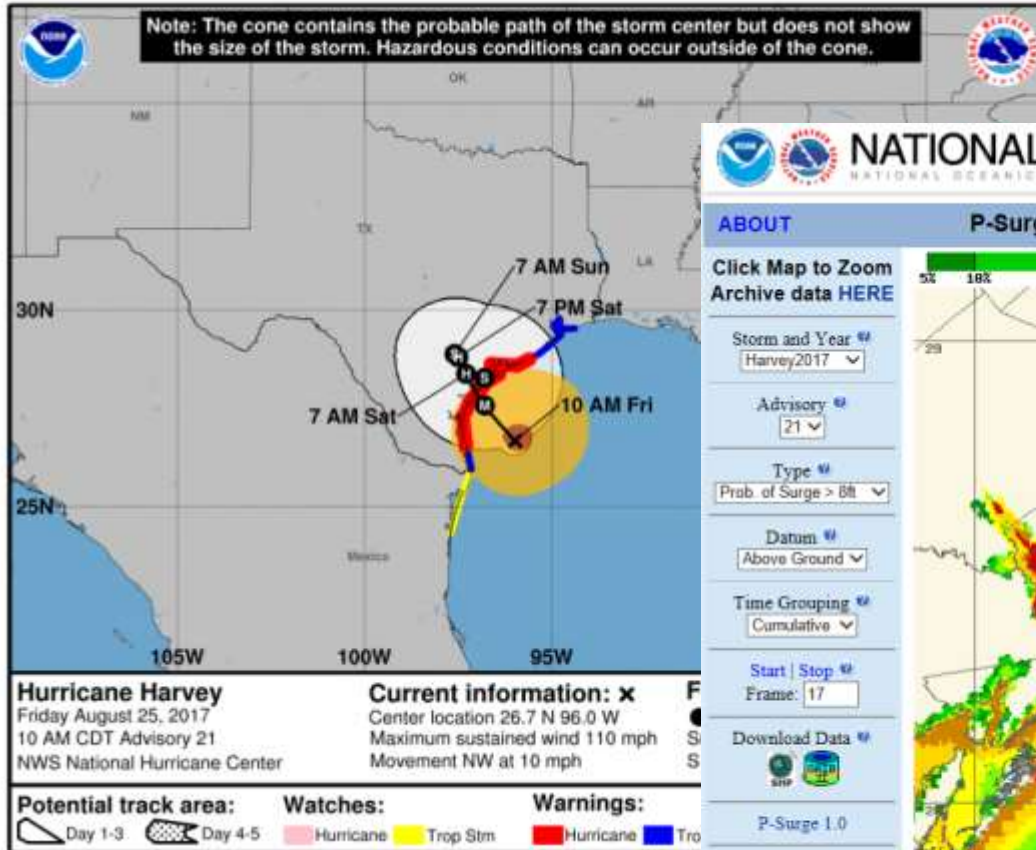 Note: The cone contains the probable path of the storm center but does not show
the size of the storm. Hazardous conditions can occur outside of the cone.
NM
OK
AR
TX
LA
Mexico
30N
25N
105W
100W
95W
7 AM Sun
7 PM Sat
7 AM Sat
10 AM Fri
S
H
S
M
Hurricane Harvey
Friday August 25, 2017
10 AM CDT Advisory 21
NWS National Hurricane Center
Current information: x
Center location 26.7 N 96.0 W
Maximum sustained wind 110 mph
Movement NW at 10 mph
F
S
S
Potential track area:
Day 1-3 Day 4-5
Watches:
Hurricane Trop Stm
Warnings:
Hurricane Tro
NATIONAL
NATIONAL OCEANIC
ABOUT P-Surg
Click Map to Zoom
Archive data HERE
5% 10%
Storm and Year
Harvey2017
Advisory
21
Type
Prob. of Surge > 8ft
Datum
Above Ground
Time Grouping
Cumulative
Start | Stop
Frame: 17
Download Data
SHP
P-Surge 1.0
29